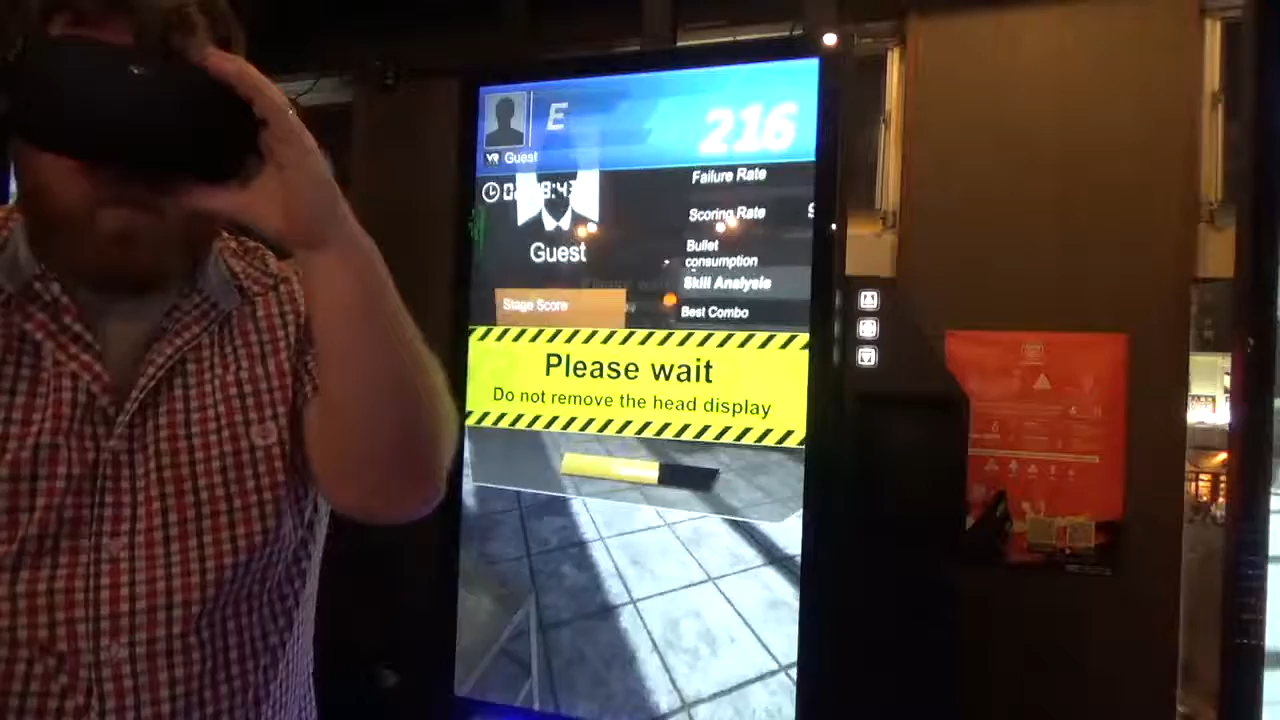 E
216
VR Guest
Failure Rate
Scoring Rate
Guest
Bullet
consumption
Skill Analysis
Stage Score
Best Combo
Please wait
Do not remove the head display